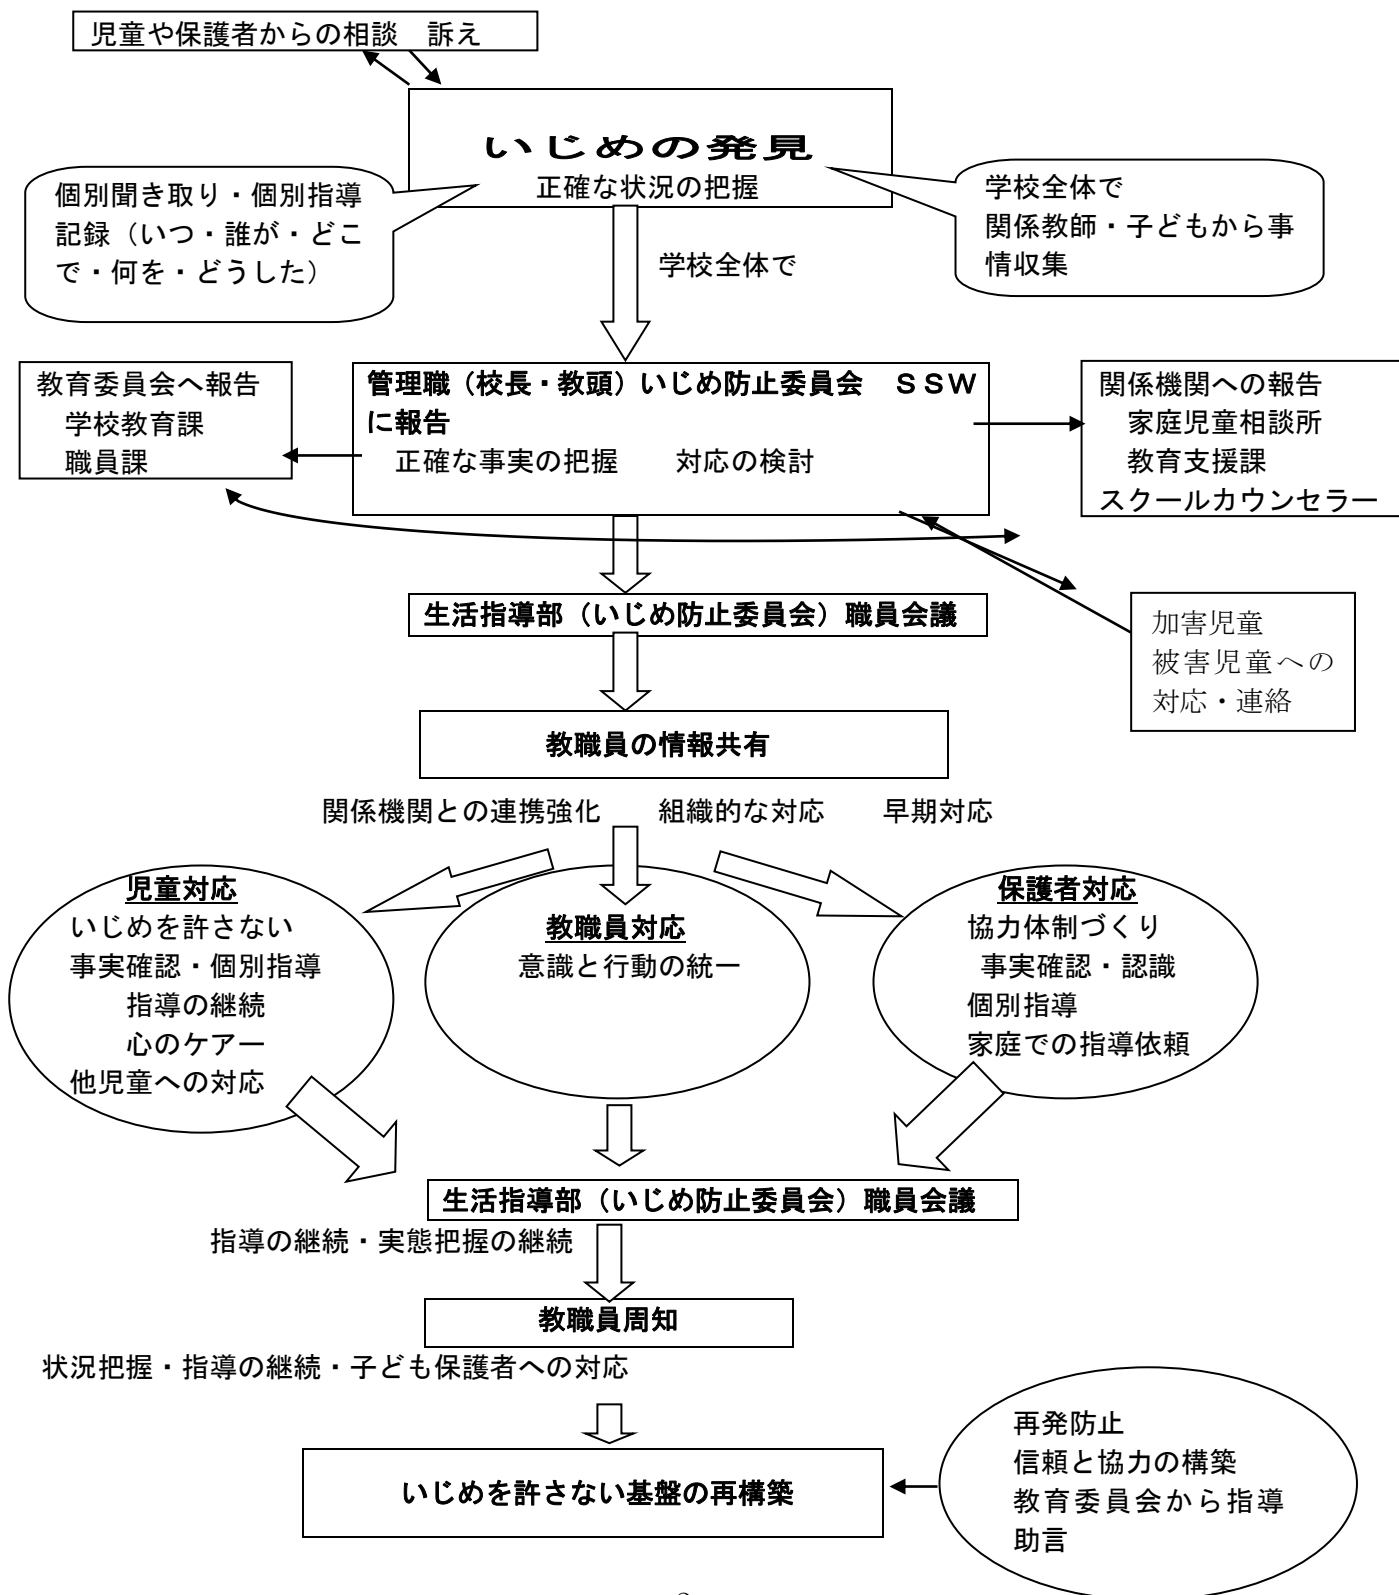 児童や保護者からの相談　訴え
いじめの発見
正確な状況の把握
個別聞き取り・個別指導
記録（いつ・誰が・どこ
で・何を・どうした）
学校全体で
関係教師・子どもから事
情収集
学校全体で
教育委員会へ報告
学校教育課
職員課
管理職（校長・教頭）いじめ防止委員会　ＳＳＷ
に報告
正確な事実の把握　　対応の検討
関係機関への報告
家庭児童相談所
教育支援課
スクールカウンセラー
生活指導部（いじめ防止委員会）職員会議
加害児童
被害児童への
対応・連絡
教職員の情報共有
関係機関との連携強化　　組織的な対応　　早期対応
児童対応
いじめを許さない
事実確認・個別指導
指導の継続
心のケアー
他児童への対応
教職員対応
意識と行動の統一
保護者対応
協力体制づくり
事実確認・認識
個別指導
家庭での指導依頼
生活指導部（いじめ防止委員会）職員会議
指導の継続・実態把握の継続
教職員周知
状況把握・指導の継続・子ども保護者への対応
いじめを許さない基盤の再構築
再発防止
信頼と協力の構築
教育委員会から指導
助言